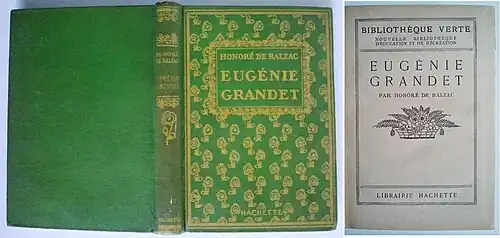 HONORÉ DE BALZAC
EUGÉNIE
GRANDET
HACHETTE
HACHETTE
BIBLIOTHÈQUE VERTE
NOUVELLE BIBLIOTHÈQUE
D'ÉDUCATION ET DE RÉCRÉATION
EUGÉNIE
GRANDET
PAR HONORÉ DE BALZAC
LIBRAIRIE HACHETTE